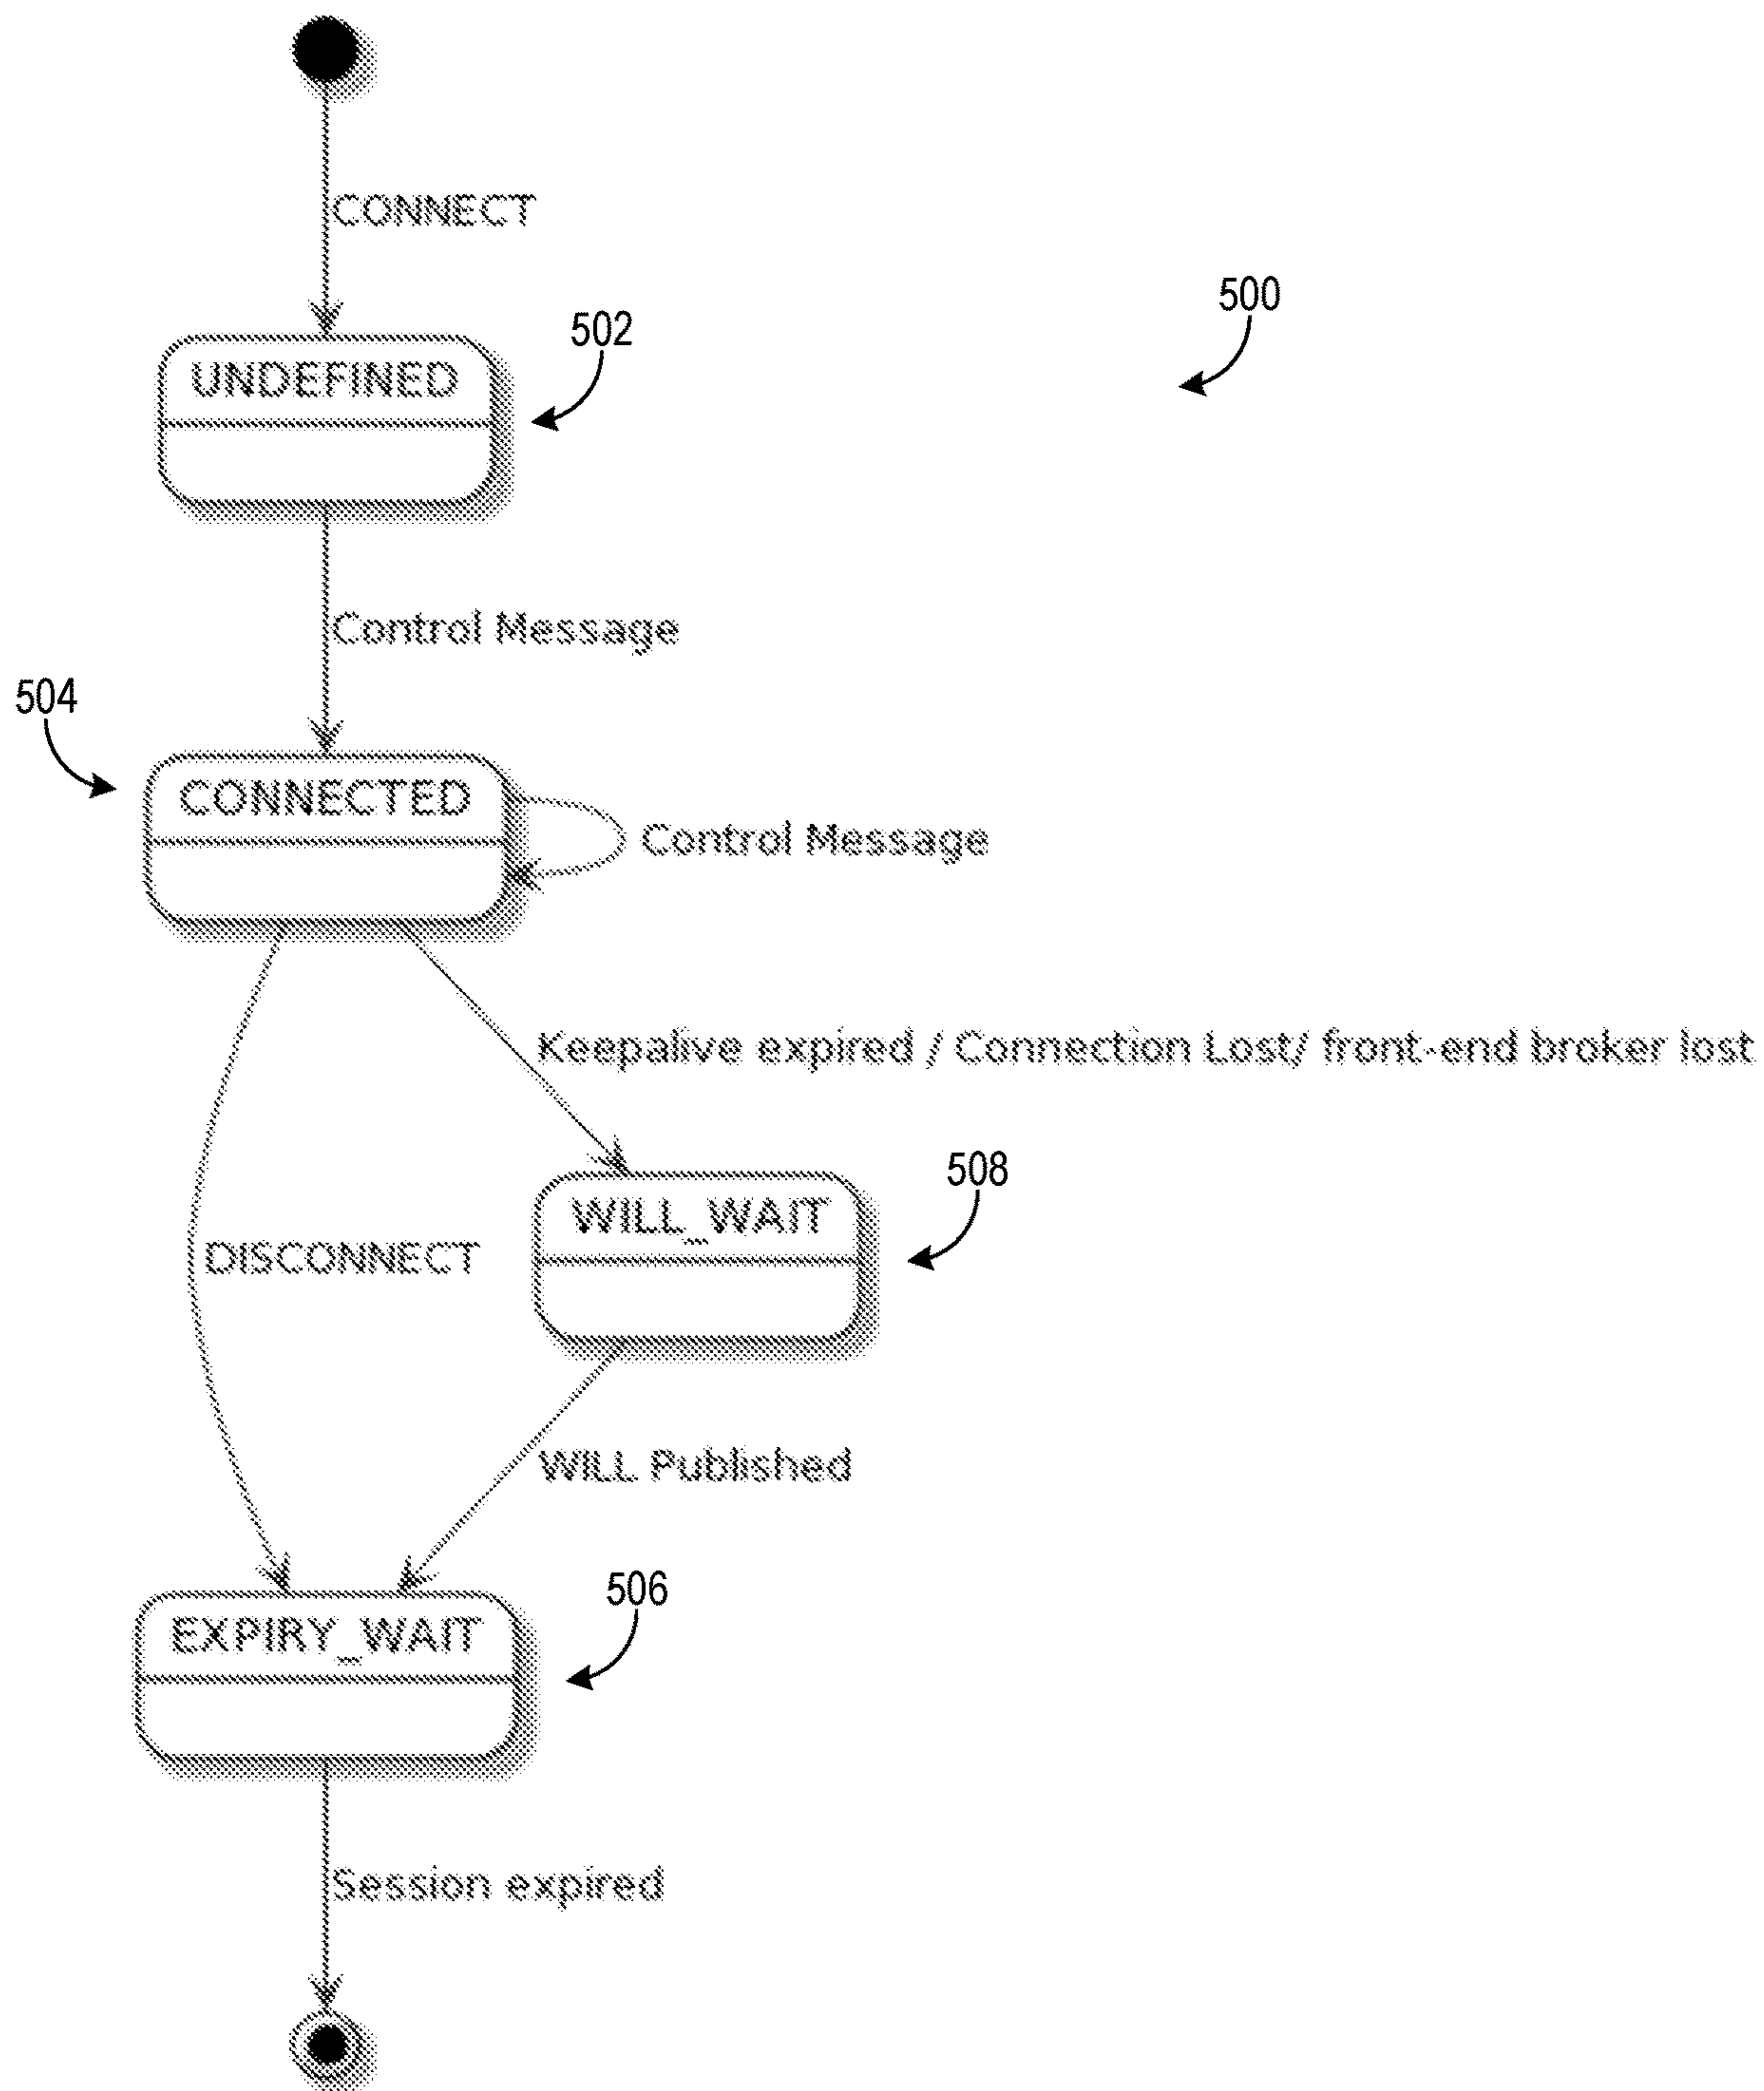 CONNECT
500
502
UNDEFINED
Control Message
504
CONNECTED
Control Message
Keepalive expired / Connection Lost/ front-end broker lost
508
WILL_WAIT
DISCONNECT
WILL Published
506
EXPIRY_WAIT
Session expired